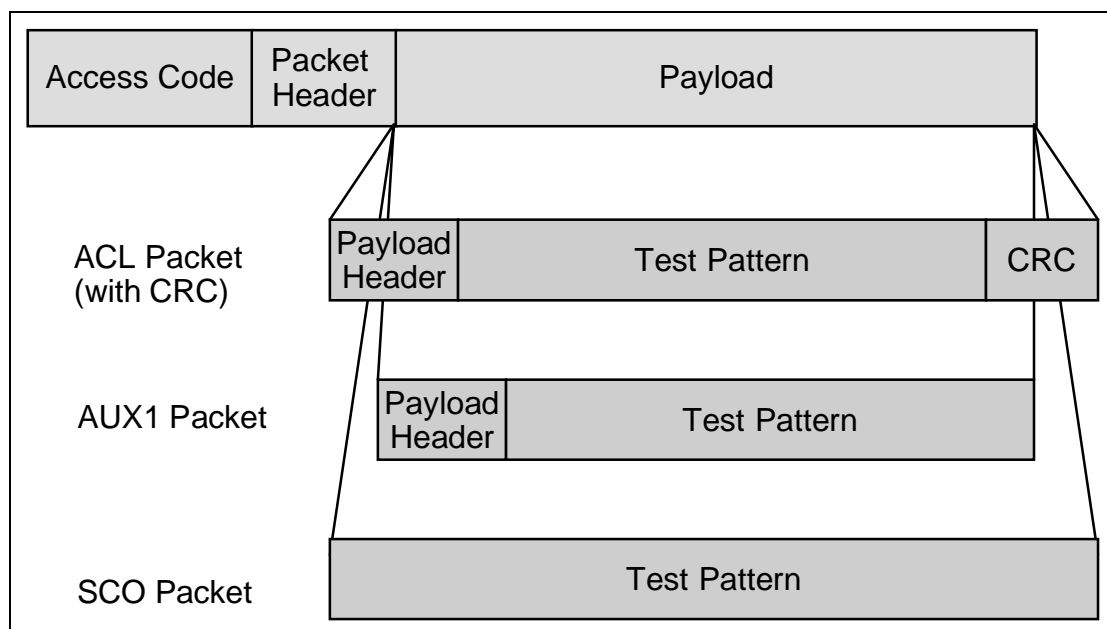 Access Code
Packet
Header
Payload
ACL Packet
(with CRC)
Payload
Header
Test Pattern
CRC
AUX1 Packet
Payload
Header
Test Pattern
SCO Packet
Test Pattern